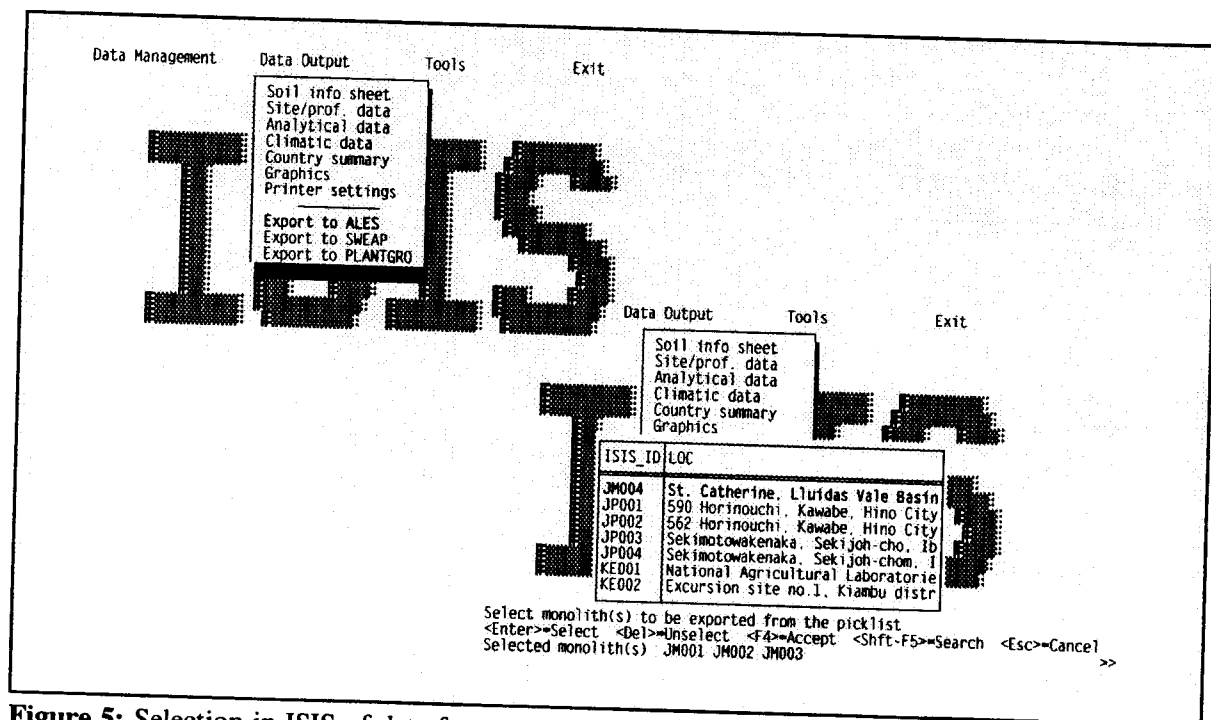 Data Management Data Output Tools Exit
Soil info sheet
Site/prof. data
Analytical data
Climatic data
Country summary
Graphics
Printer settings
Export to ALES
Export to SWEAP
Export to PLANTGRO
ISIS
Data Output Tools Exit
Soil info sheet
Site/prof. data
Analytical data
Climatic data
Country summary
Graphics
ISIS_ID LOC
JM004 St. Catherine, Lluidas Vale Basin
JP001 590 Horinouchi, Kawabe, Hino City
JP002 562 Horinouchi, Kawabe, Hino City
JP003 Sekimotowakenaka, Sekijoh-cho, Ib
JP004 Sekimotowakenaka, Sekijoh-chom, I
KE001 National Agricultural Laboratorie
KE002 Excursion site no.1, Kiambu distr
Select monolith(s) to be exported from the picklist
<Enter>=Select <Del>=Unselect <F4>=Accept <Shft-F5>=Search <Esc>=Cancel
Selected monolith(s) JM001 JM002 JM003 >>
Figure 5: Selection in ISIS of data f